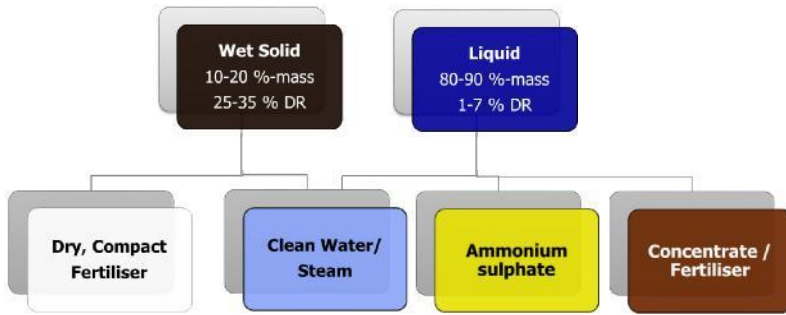 Wet Solid
10-20 %-mass
25-35 % DR
Liquid
80-90 %-mass
1-7 % DR
Dry, Compact
Fertiliser
Clean Water/
Steam
Ammonium
sulphate
Concentrate /
Fertiliser